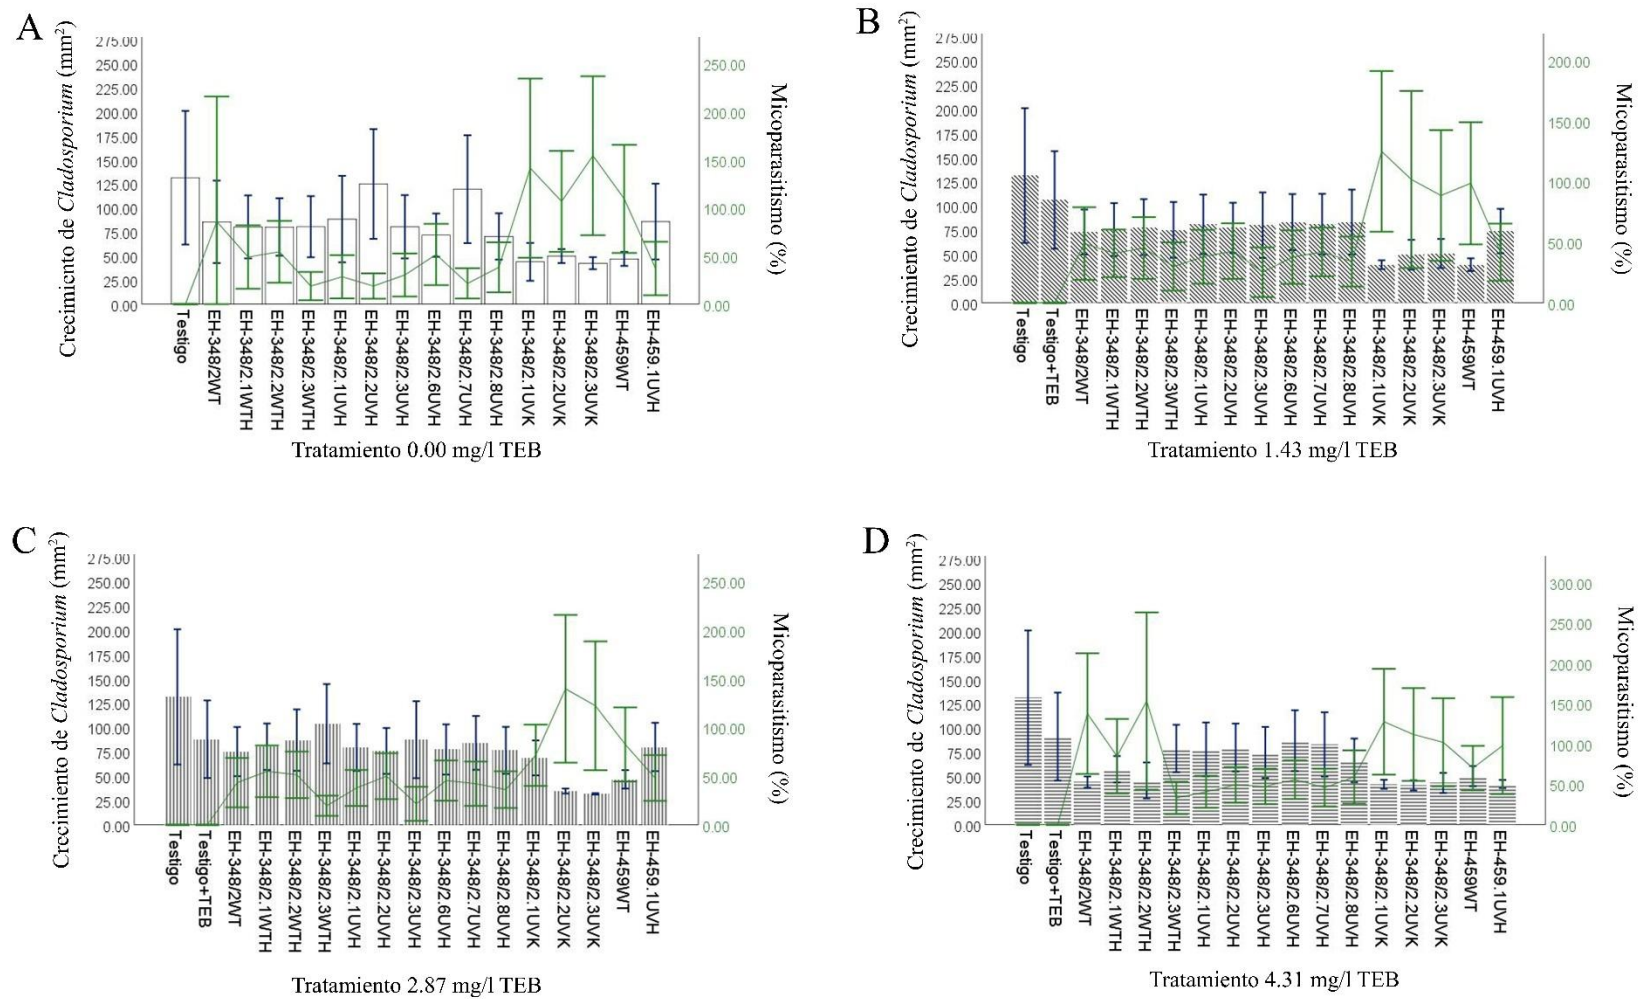 A
Crecimiento de Cladosporium (mm²)
275.00
250.00
225.00
200.00
175.00
150.00
125.00
100.00
75.00
50.00
25.00
0.00
250.00
200.00
150.00
100.00
50.00
0.00
Micoparasitismo (%)
Testigo
EH-348/2WT
EH-348/2.1WTH
EH-348/2.2WTH
EH-348/2.3WTH
EH-348/2.1UVH
EH-348/2.2UVH
EH-348/2.3UVH
EH-348/2.6UVH
EH-348/2.7UVH
EH-348/2.8UVH
EH-348/2.1UVK
EH-348/2.2UVK
EH-348/2.3UVK
EH-459WT
EH-459.1UVH
Tratamiento 0.00 mg/l TEB
B
Crecimiento de Cladosporium (mm²)
275.00
250.00
225.00
200.00
175.00
150.00
125.00
100.00
75.00
50.00
25.00
0.00
200.00
150.00
100.00
50.00
0.00
Micoparasitismo (%)
Testigo
Testigo+TEB
EH-348/2WT
EH-348/2.1WTH
EH-348/2.2WTH
EH-348/2.3WTH
EH-348/2.1UVH
EH-348/2.2UVH
EH-348/2.3UVH
EH-348/2.6UVH
EH-348/2.7UVH
EH-348/2.8UVH
EH-348/2.1UVK
EH-348/2.2UVK
EH-348/2.3UVK
EH-459WT
EH-459.1UVH
Tratamiento 1.43 mg/l TEB
C
Crecimiento de Cladosporium (mm²)
275.00
250.00
225.00
200.00
175.00
150.00
125.00
100.00
75.00
50.00
25.00
0.00
250.00
200.00
150.00
100.00
50.00
0.00
Micoparasitismo (%)
Testigo
Testigo+TEB
EH-348/2WT
EH-348/2.1WTH
EH-348/2.2WTH
EH-348/2.3WTH
EH-348/2.1UVH
EH-348/2.2UVH
EH-348/2.3UVH
EH-348/2.6UVH
EH-348/2.7UVH
EH-348/2.8UVH
EH-348/2.1UVK
EH-348/2.2UVK
EH-348/2.3UVK
EH-459WT
EH-459.1UVH
Tratamiento 2.87 mg/l TEB
D
Crecimiento de Cladosporium (mm²)
275.00
250.00
225.00
200.00
175.00
150.00
125.00
100.00
75.00
50.00
25.00
0.00
300.00
250.00
200.00
150.00
100.00
50.00
0.00
Micoparasitismo (%)
Testigo
Testigo+TEB
EH-348/2WT
EH-348/2.1WTH
EH-348/2.2WTH
EH-348/2.3WTH
EH-348/2.1UVH
EH-348/2.2UVH
EH-348/2.3UVH
EH-348/2.6UVH
EH-348/2.7UVH
EH-348/2.8UVK
EH-348/2.1UVK
EH-348/2.2UVK
EH-348/2.3UVK
EH-459WT
EH-459.1UVH
Tratamiento 4.31 mg/l TEB